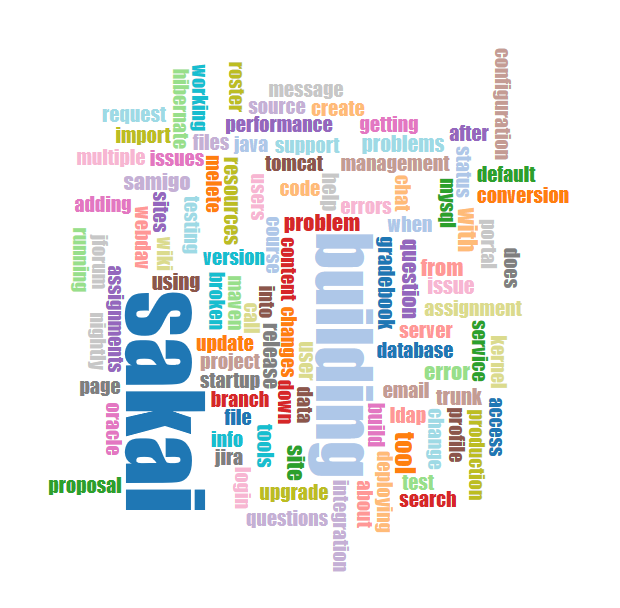 configuration
working
hibernate
roster
message
request
source
create
import
files
performance
getting
java
support
problems
after
multiple
issues
melete
resources
tomcat
management
status
default
samigo
users
code
help
chat
mysql
conversion
adding
sites
testing
errors
with
webdav
course
problem
when
portal
running
jforum
wiki
version
content
building
gradebook
question
from
does
assignments
using
broken
maven
into
issue
sakai
call
changes
assignment
nightly
update
release
user
server
service
kernel
project
database
page
startup
down
data
error
branch
email
trunk
access
oracle
file
build
ldap
change
profile
production
info
tools
site
tool
jira
deploying
proposal
login
upgrade
integration
about
test
search
questions